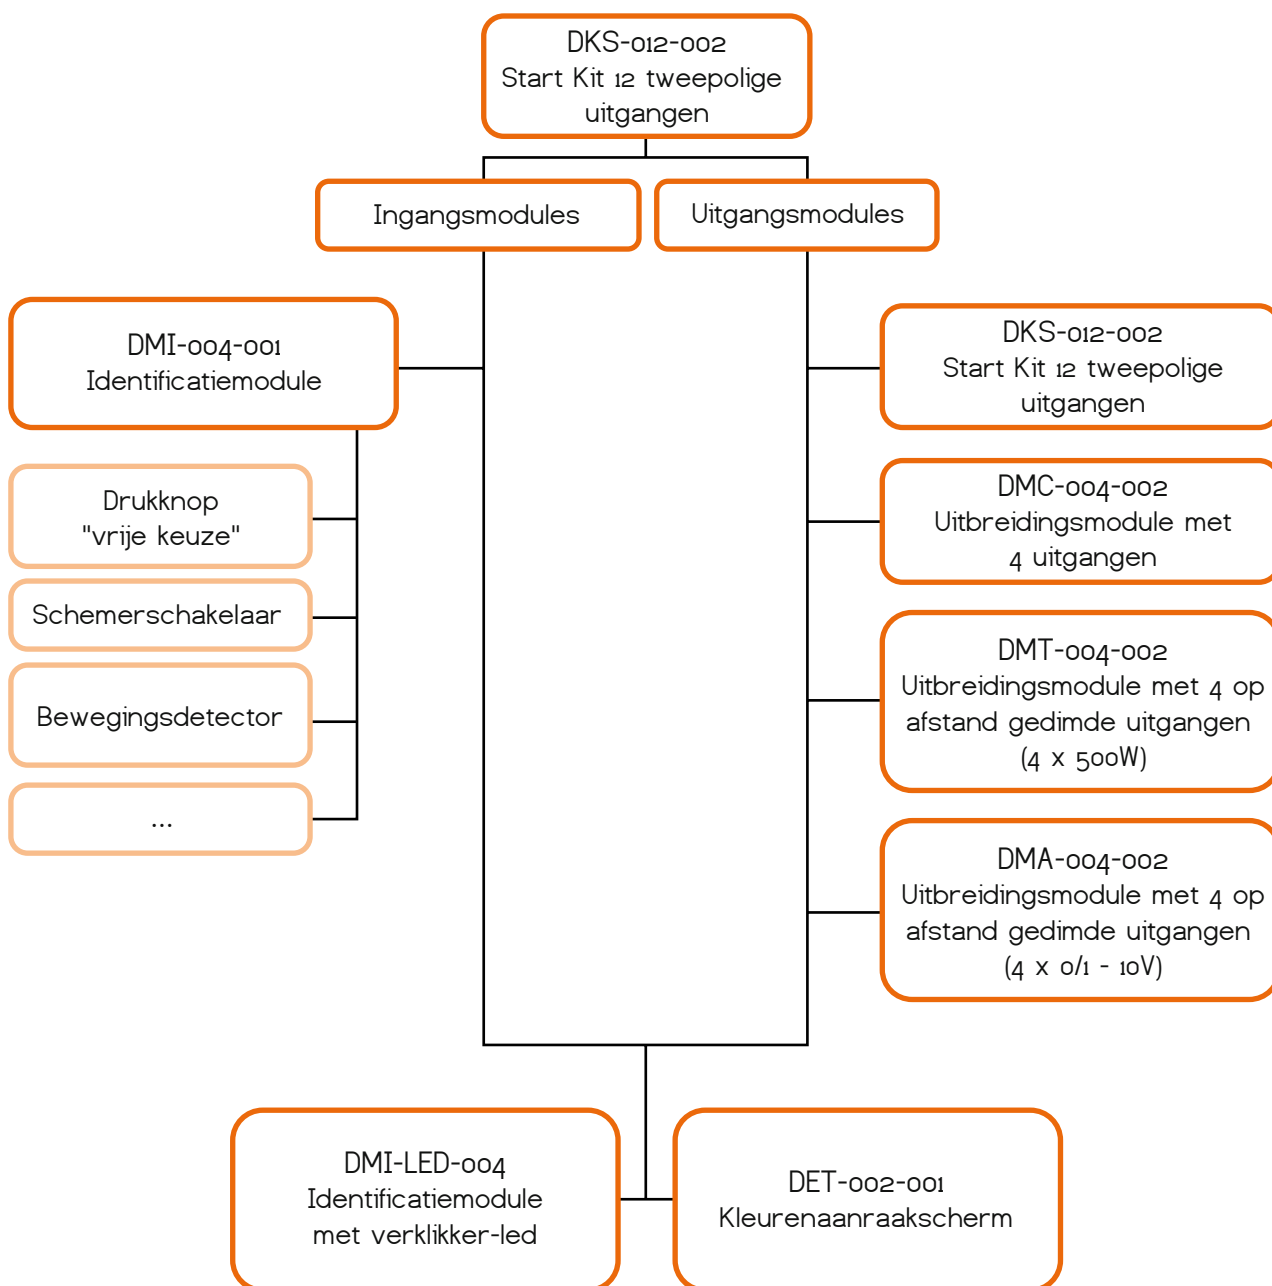 DKS-012-002
Start Kit 12 tweepolige
uitgangen
Ingangsmodules
Uitgangsmodules
DMI-004-001
Identificatiemodule
Drukknop
"vrije keuze"
Schemerschakelaar
Bewegingsdetector
...
DKS-012-002
Start Kit 12 tweepolige
uitgangen
DMC-004-002
Uitbreidingsmodule met
4 uitgangen
DMT-004-002
Uitbreidingsmodule met 4 op
afstand gedimde uitgangen
(4 x 500W)
DMA-004-002
Uitbreidingsmodule met 4 op
afstand gedimde uitgangen
(4 x 0/1 - 10V)
DMI-LED-004
Identificatiemodule
met verklikker-led
DET-002-001
Kleurenaanraakscherm